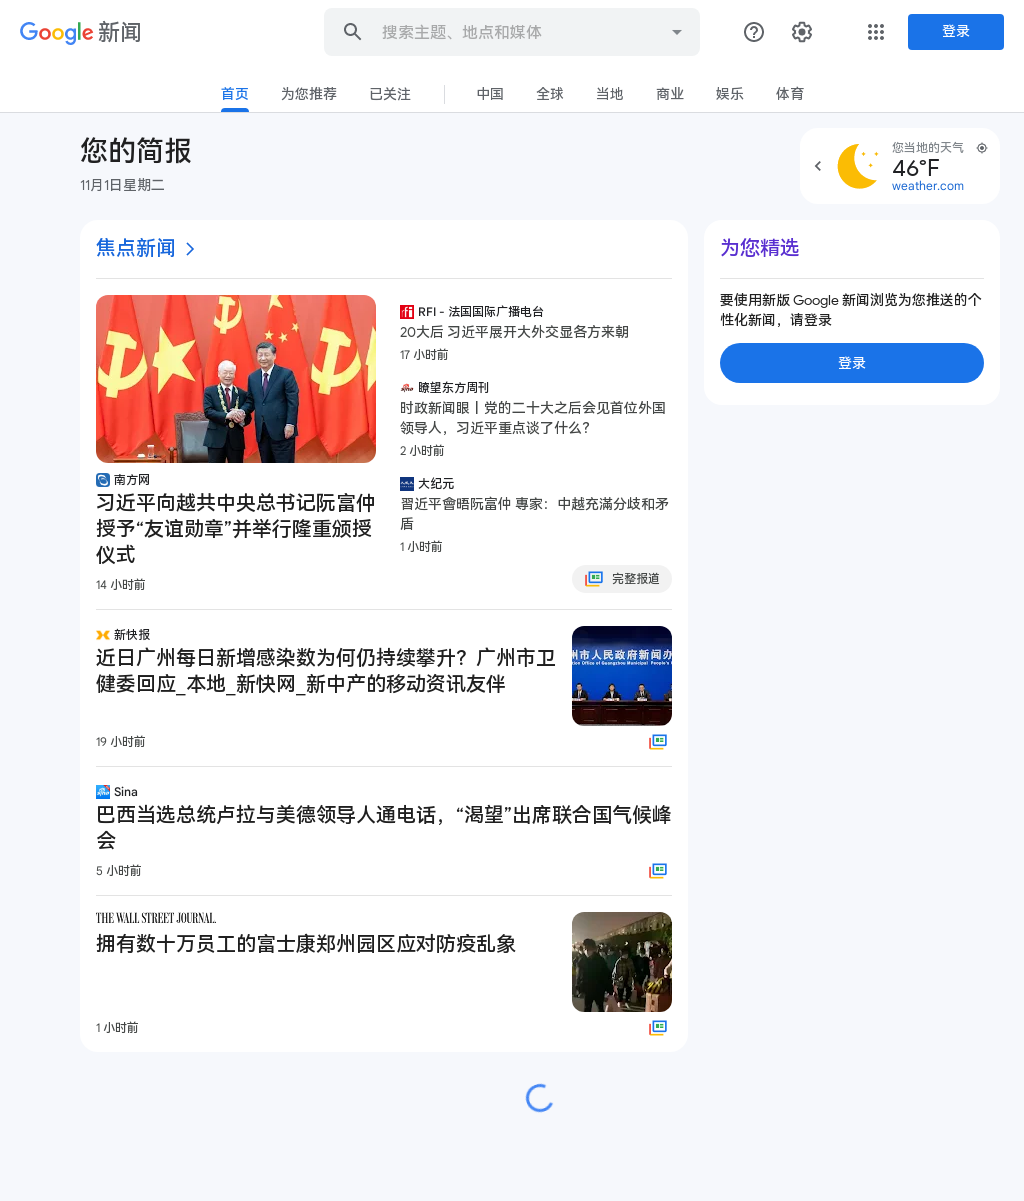 Google 新闻
搜索主题、地点和媒体
登录
首页 为您推荐 已关注 中国 全球 当地 商业 娱乐 体育
您的简报
11月1日星期二
您当地的天气
46°F
weather.com
焦点新闻
南方网
习近平向越共中央总书记阮富仲
授予“友谊勋章”并举行隆重颁授
仪式
14 小时前
RFI - 法国国际广播电台
20大后 习近平展开大外交显各方来朝
17 小时前
瞭望东方周刊
时政新闻眼丨党的二十大之后会见首位外国
领导人，习近平重点谈了什么？
2 小时前
大纪元
習近平會晤阮富仲 專家：中越充滿分歧和矛
盾
1 小时前
完整报道
新快报
近日广州每日新增感染数为何仍持续攀升？广州市卫
健委回应_本地_新快网_新中产的移动资讯友伴
州市人民政府新闻办
19 小时前
Sina
巴西当选总统卢拉与美德领导人通电话，“渴望”出席联合国气候峰
会
5 小时前
THE WALL STREET JOURNAL.
拥有数十万员工的富士康郑州园区应对防疫乱象
1 小时前
为您精选
要使用新版 Google 新闻浏览为您推送的个
性化新闻，请登录
登录